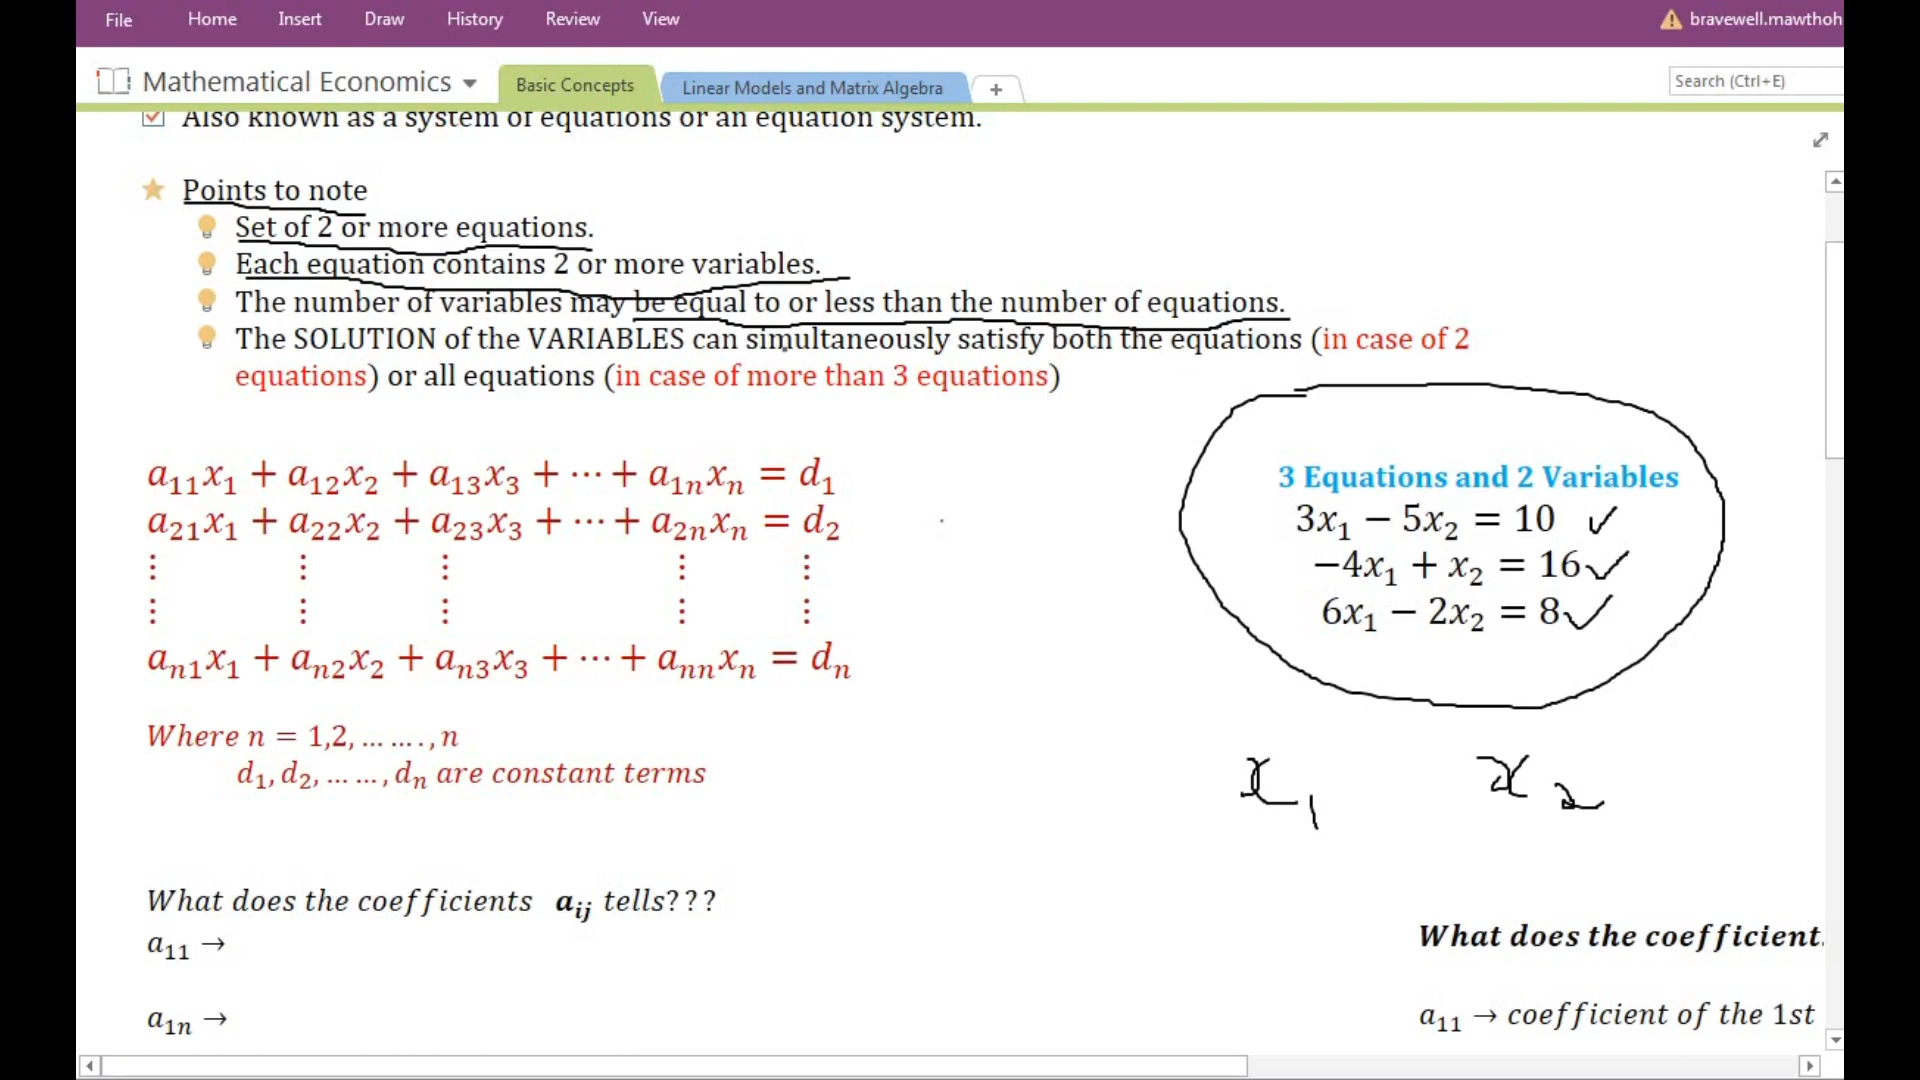 File Home Insert Draw History Review View bravewell.mawthoh
Mathematical Economics Basic Concepts Linear Models and Matrix Algebra + Search (Ctrl+E)
Also known as a system of equations or an equation system.
Points to note
Set of 2 or more equations.
Each equation contains 2 or more variables.
The number of variables may be equal to or less than the number of equations.
The SOLUTION of the VARIABLES can simultaneously satisfy both the equations (in case of 2
equations) or all equations (in case of more than 3 equations)
a₁₁x₁ + a₁₂x₂ + a₁₃x₃ + ⋯ + a₁ₙxₙ = d₁
a₂₁x₁ + a₂₂x₂ + a₂₃x₃ + ⋯ + a₂ₙxₙ = d₂
⋮ ⋮ ⋮ ⋮ ⋮
⋮ ⋮ ⋮ ⋮ ⋮
aₙ₁x₁ + aₙ₂x₂ + aₙ₃x₃ + ⋯ + aₙₙxₙ = dₙ
Where n = 1,2, … … . , n
d₁, d₂, … … , dₙ are constant terms
3 Equations and 2 Variables
3x₁ − 5x₂ = 10 ✓
−4x₁ + x₂ = 16 ✓
6x₁ − 2x₂ = 8 ✓
x₁ x₂
What does the coefficients aᵢⱼ tells???
a₁₁ →
a₁ₙ →
What does the coefficient
a₁₁ → coefficient of the 1st